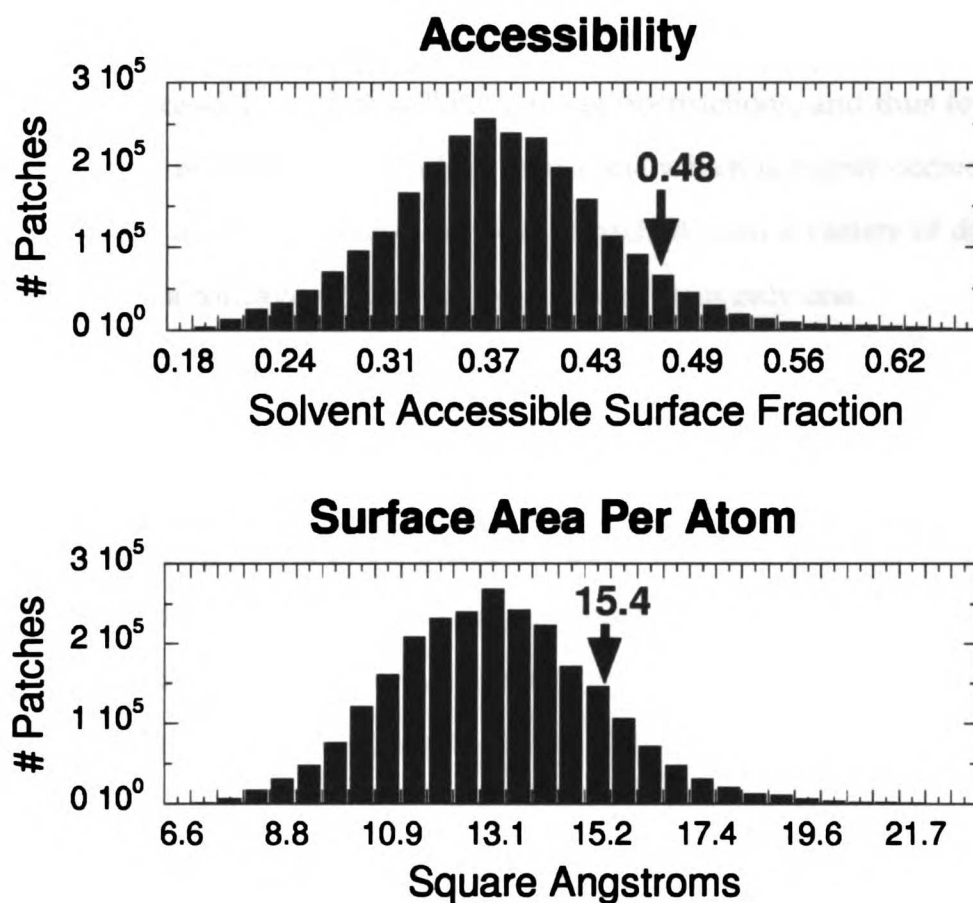 Accessibility
3 10⁵
2 10⁵
1 10⁵
0 10⁰
# Patches
0.48
0.18 0.24 0.31 0.37 0.43 0.49 0.56 0.62
Solvent Accessible Surface Fraction
Surface Area Per Atom
3 10⁵
2 10⁵
1 10⁵
0 10⁰
# Patches
15.4
6.6 8.8 10.9 13.1 15.2 17.4 19.6 21.7
Square Angstroms